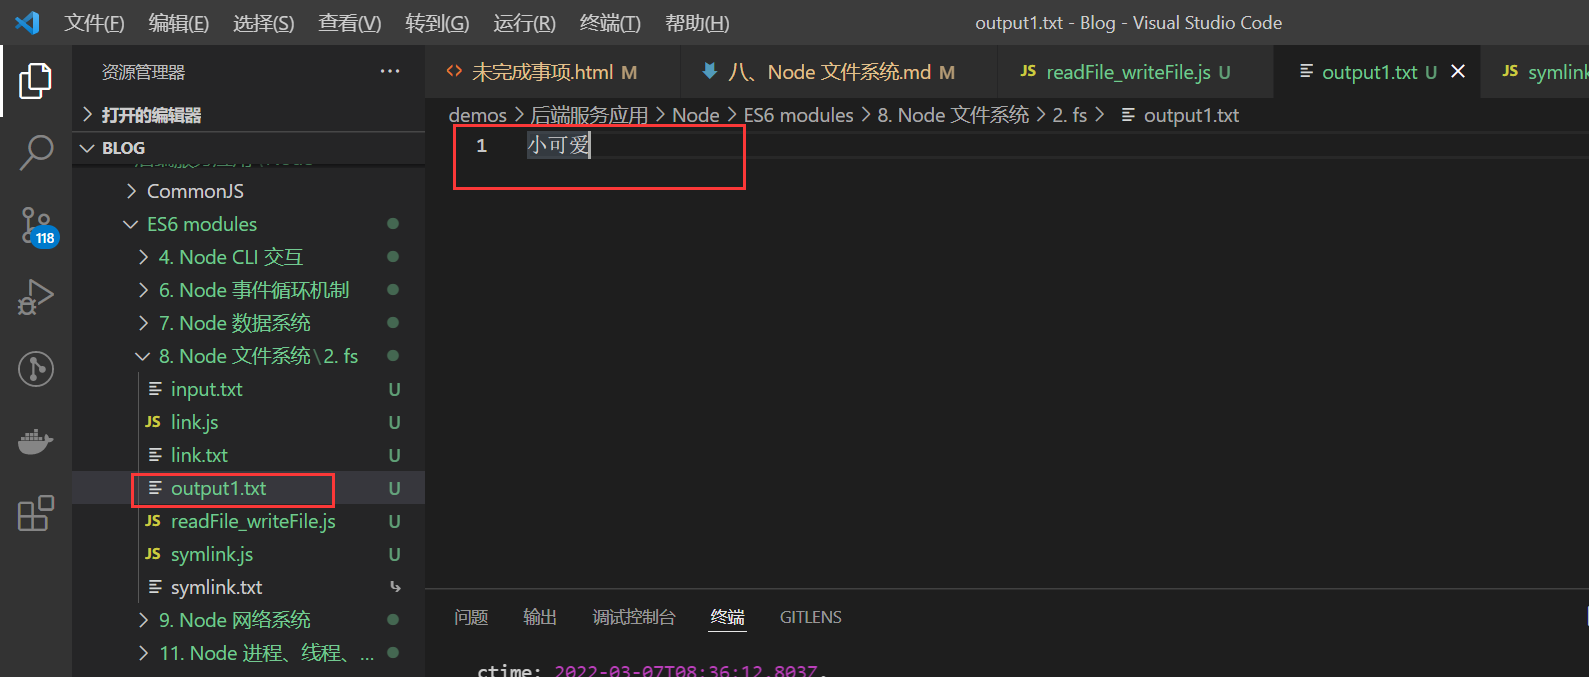 文件(F) 编辑(E) 选择(S) 查看(V) 转到(G) 运行(R) 终端(T) 帮助(H) output1.txt - Blog - Visual Studio Code
资源管理器 ···
打开的编辑器
BLOG
CommonJS
ES6 modules
4. Node CLI 交互
6. Node 事件循环机制
7. Node 数据系统
8. Node 文件系统\2. fs
input.txt U
JS link.js U
link.txt U
output1.txt U
JS readFile_writeFile.js U
JS symlink.js U
symlink.txt
9. Node 网络系统
11. Node 进程、线程、...
118
<> 未完成事项.html M 八、Node 文件系统.md M JS readFile_writeFile.js U output1.txt U JS symlink
demos > 后端服务应用 > Node > ES6 modules > 8. Node 文件系统 > 2. fs > output1.txt
1 小可爱
问题 输出 调试控制台 终端 GITLENS
ctime: 2022-03-07T08:36:12.803Z,